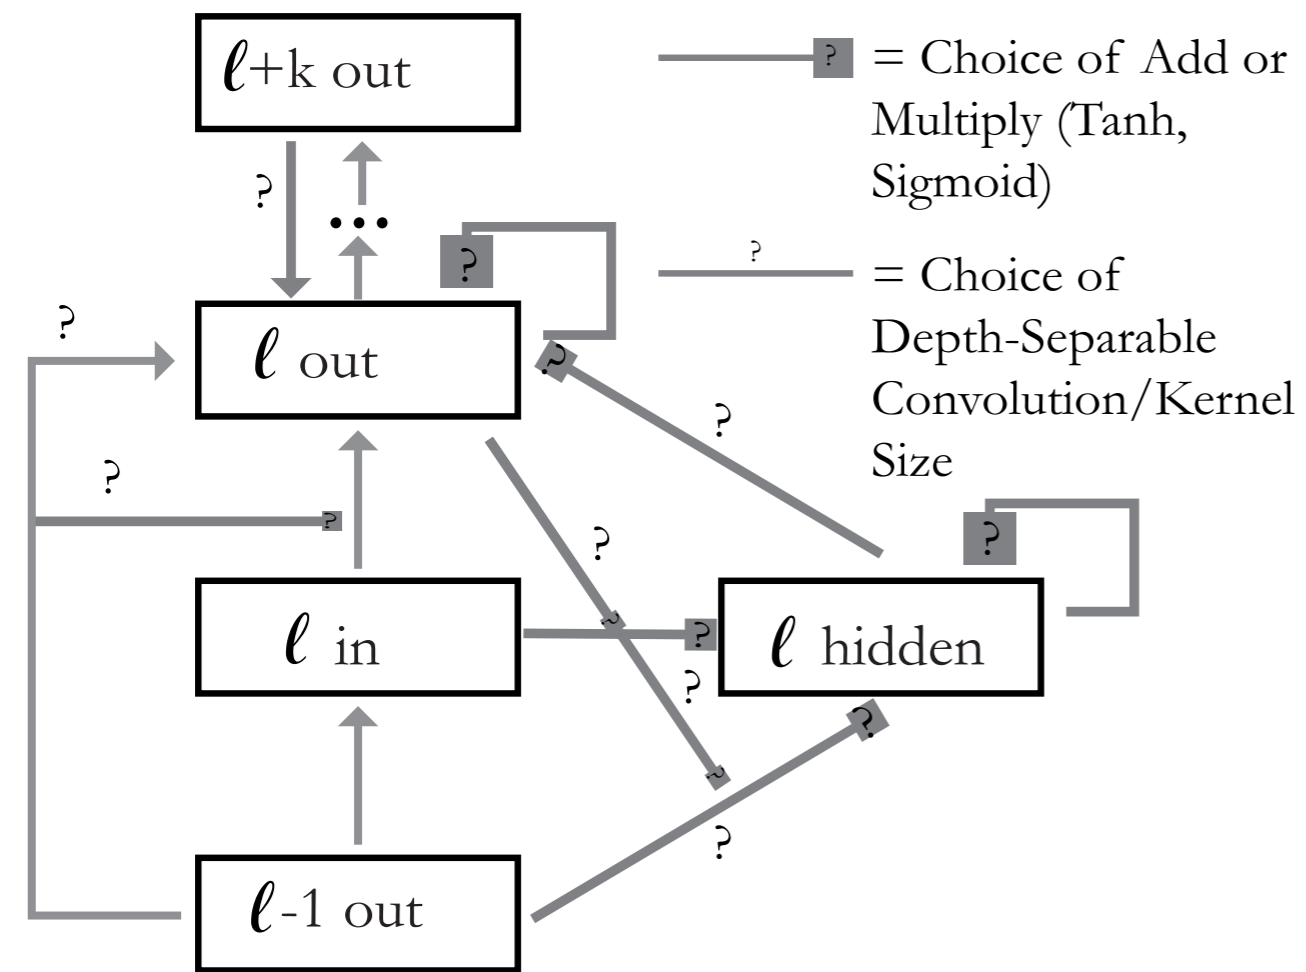 ℓ+k out
? = Choice of Add or
Multiply (Tanh,
Sigmoid)
?
...
?
= Choice of
Depth-Separable
Convolution/Kernel
Size
?
?
ℓ out
?
?
?
?
?
?
ℓ in
?
?
ℓ hidden
?
?
?
?
ℓ-1 out